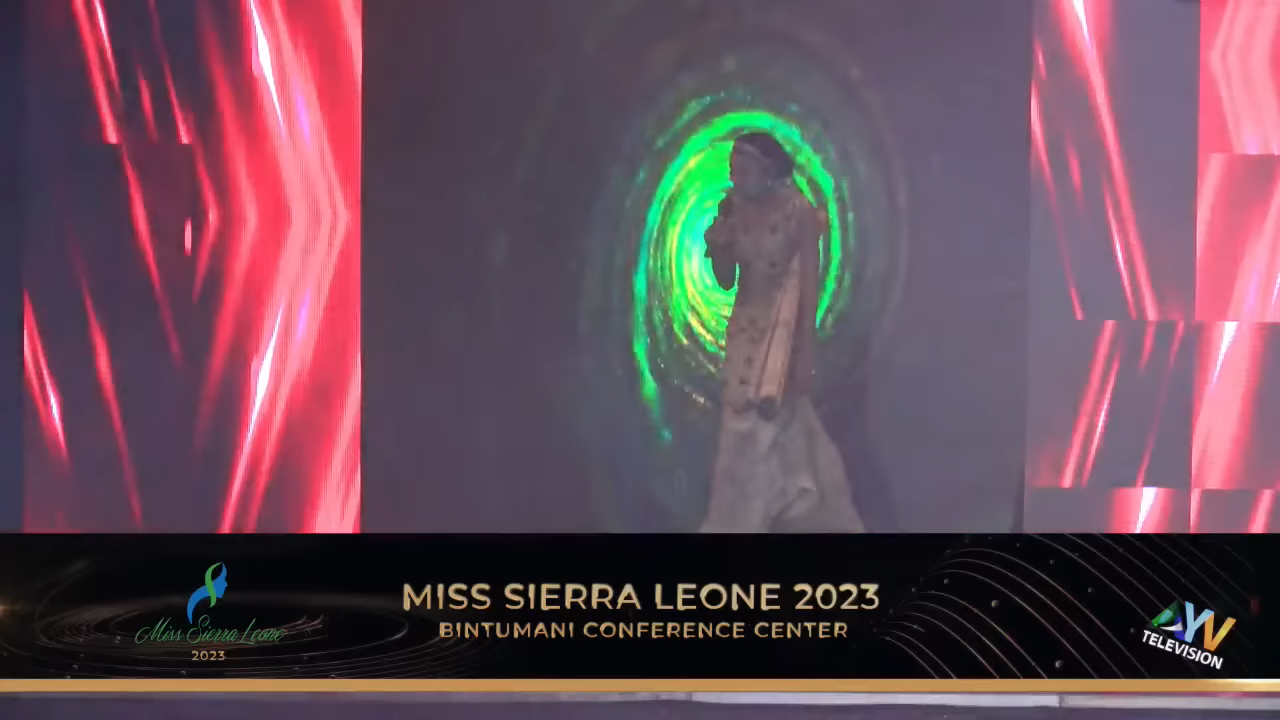 MISS SIERRA LEONE 2023
BINTUMANI CONFERENCE CENTER
Miss Sierra Leone
2023
AYV
TELEVISION